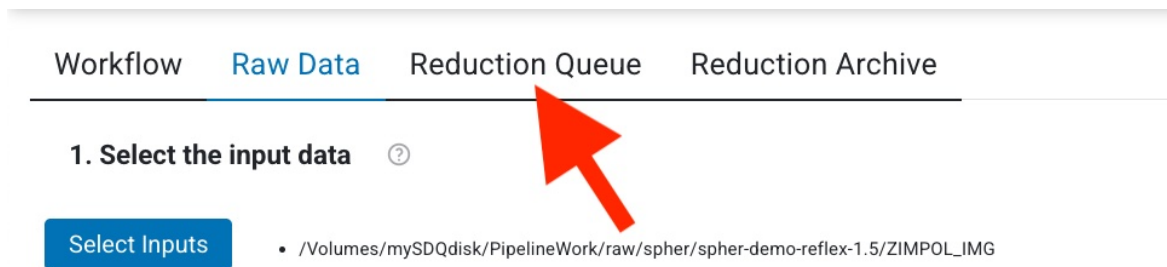 Workflow Raw Data Reduction Queue Reduction Archive
1. Select the input data ?
Select Inputs • /Volumes/mySDQdisk/PipelineWork/raw/spher/spher-demo-reflex-1.5/ZIMPOL_IMG